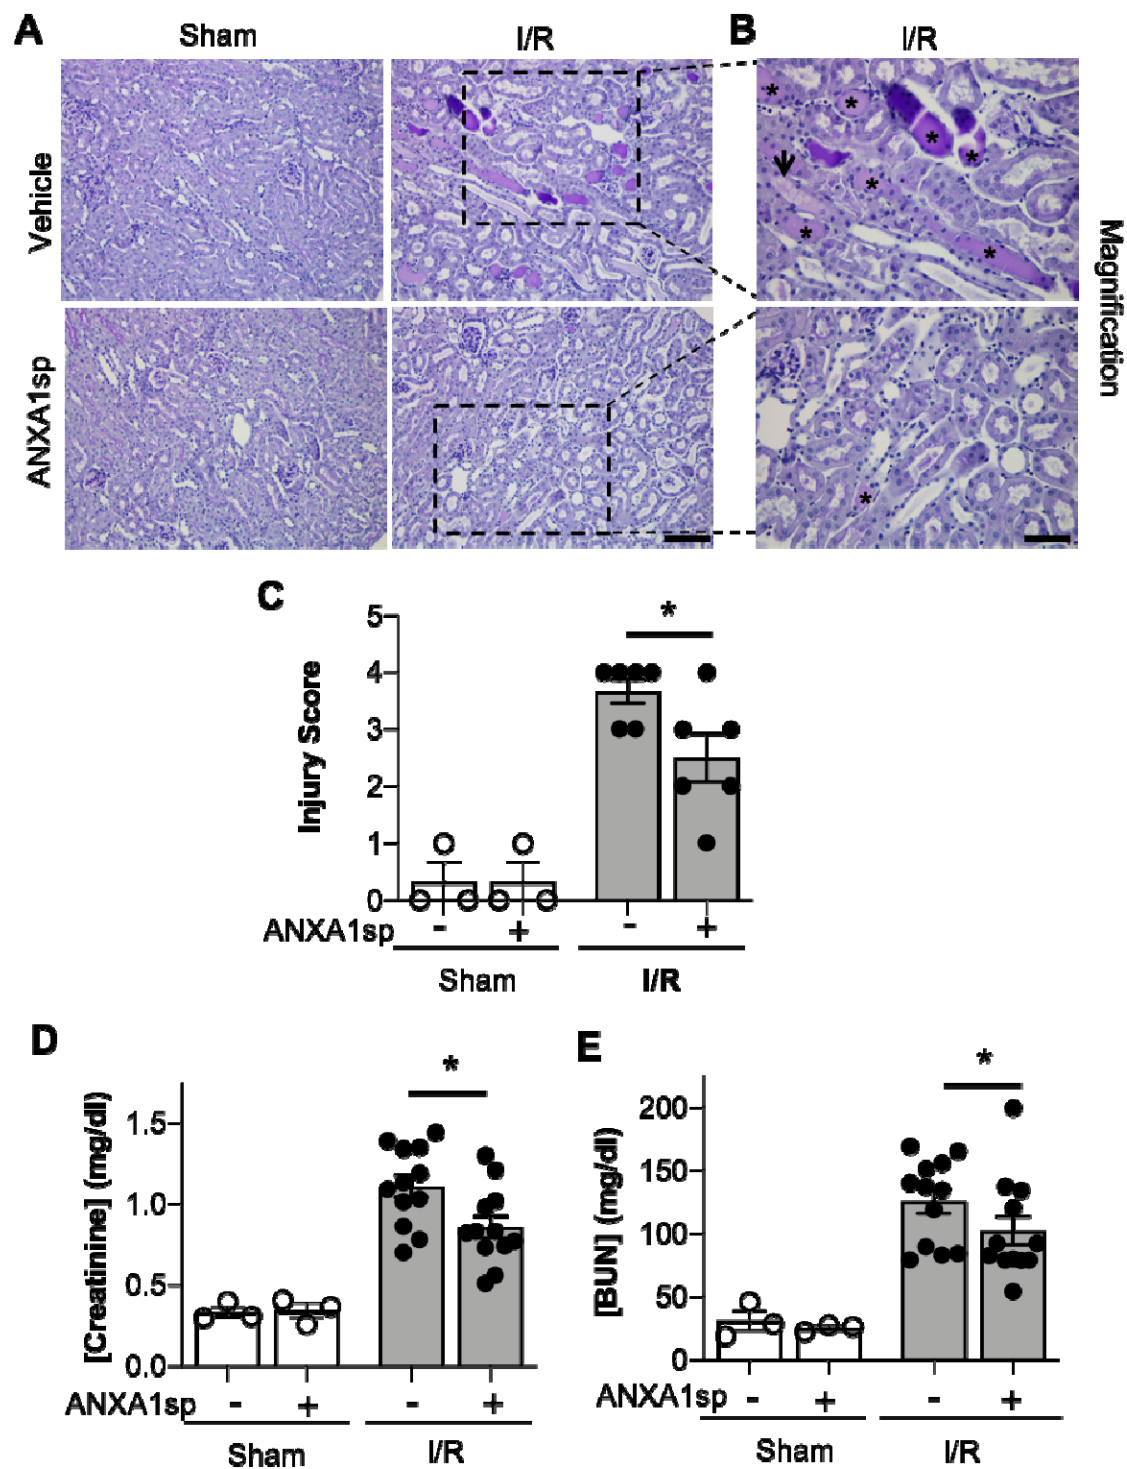 A
Sham
I/R
B
I/R
Vehicle
* * * * * * *
ANXA1sp
*
Magnification
C
*
Injury Score
5
4
3
2
1
0
ANXA1sp - + - +
Sham I/R
D
*
[Creatinine] (mg/dl)
1.5
1.0
0.5
0.0
ANXA1sp - + - +
Sham I/R
E
*
[BUN] (mg/dl)
200
150
100
50
0
ANXA1sp - + - +
Sham I/R